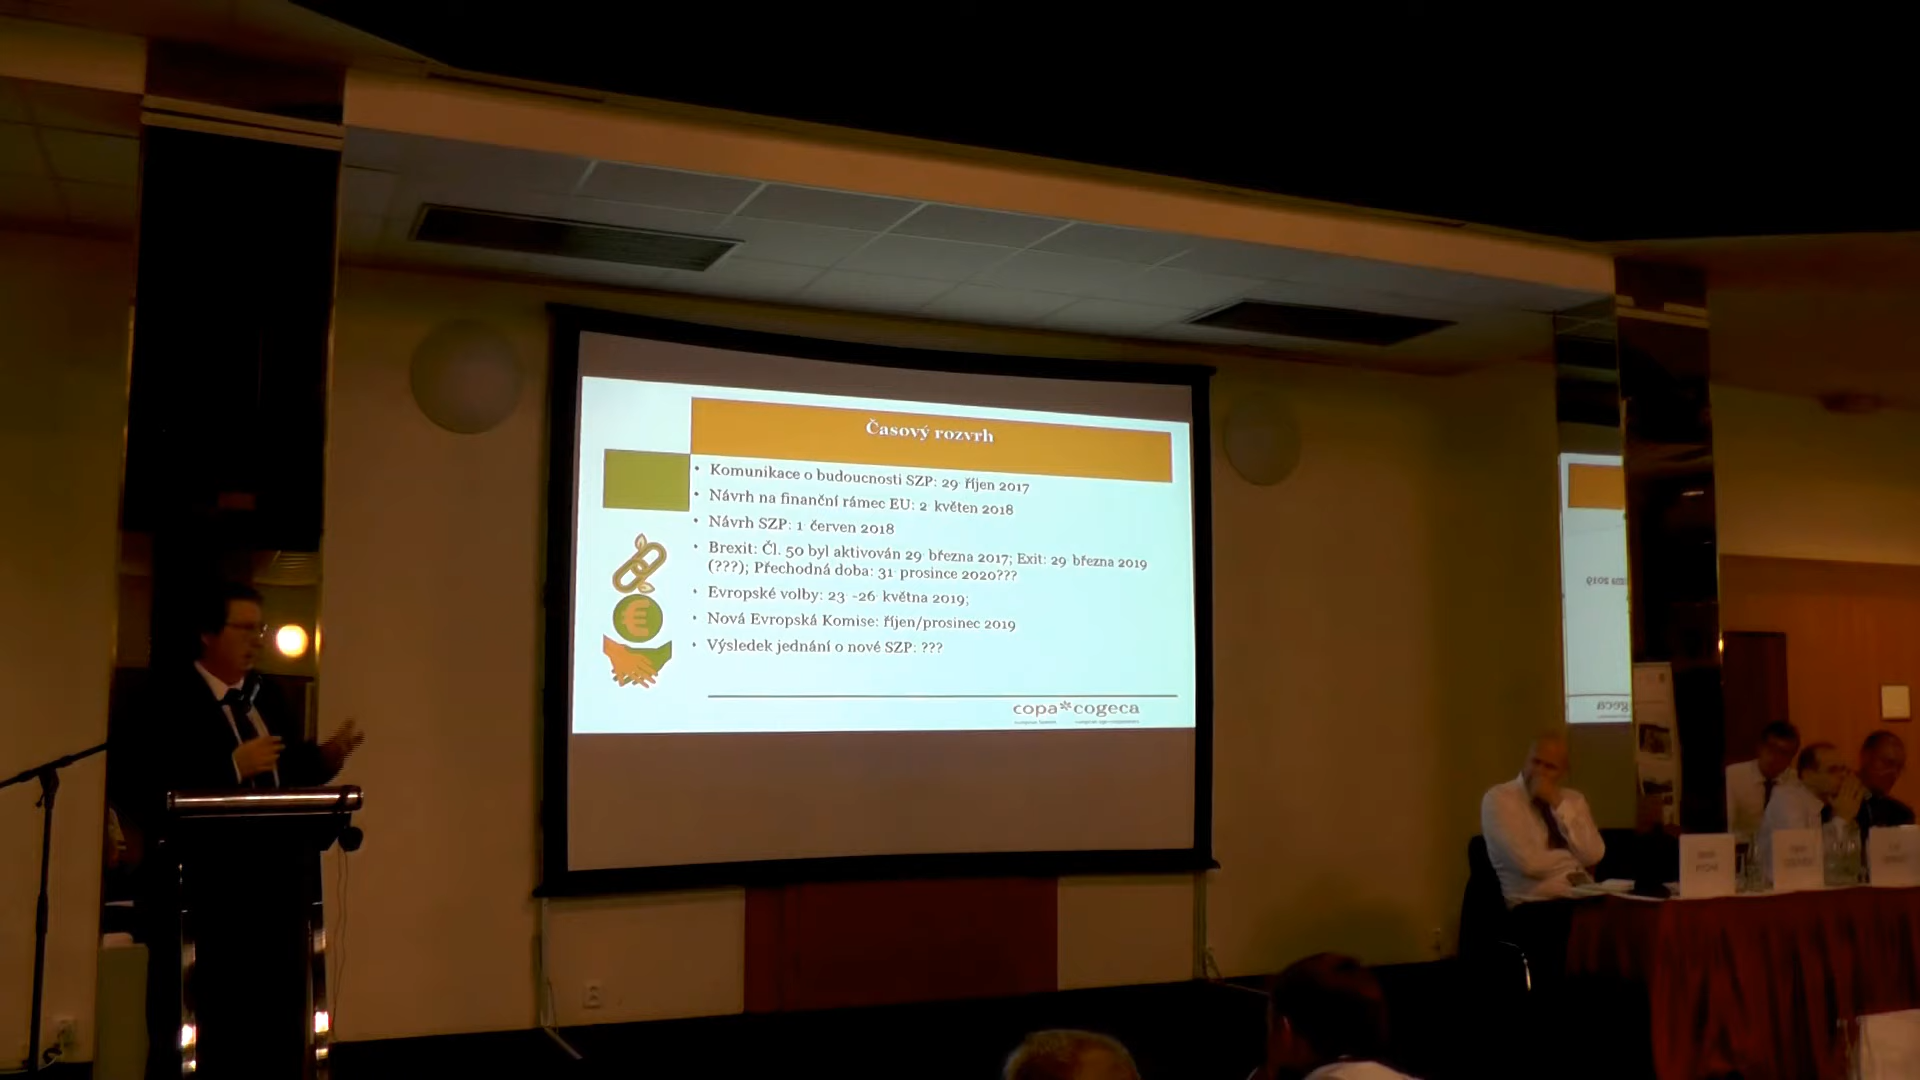 Časový rozvrh
• Komunikace o budoucnosti SZP: 29 říjen 2017
• Návrh na finanční rámec EU: 2 květen 2018
• Návrh SZP: 1 červen 2018
• Brexit: Čl. 50 byl aktivován 29 března 2017; Exit: 29 března 2019
(???); Přechodná doba: 31 prosince 2020???
• Evropské volby: 23 -26 května 2019;
• Nová Evropská Komise: říjen/prosinec 2019
• Výsledek jednání o nové SZP: ???
copa*cogeca